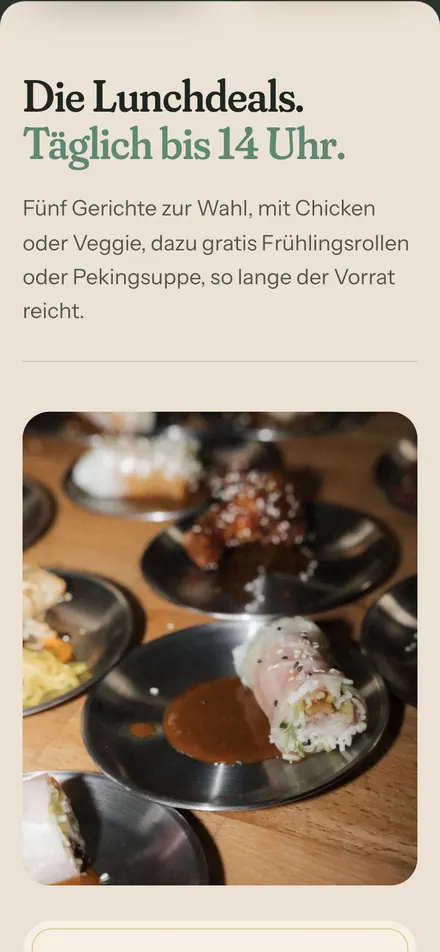 Die Lunchdeals.
Täglich bis 14 Uhr.
Fünf Gerichte zur Wahl, mit Chicken
oder Veggie, dazu gratis Frühlingsrollen
oder Pekingsuppe, so lange der Vorrat
reicht.